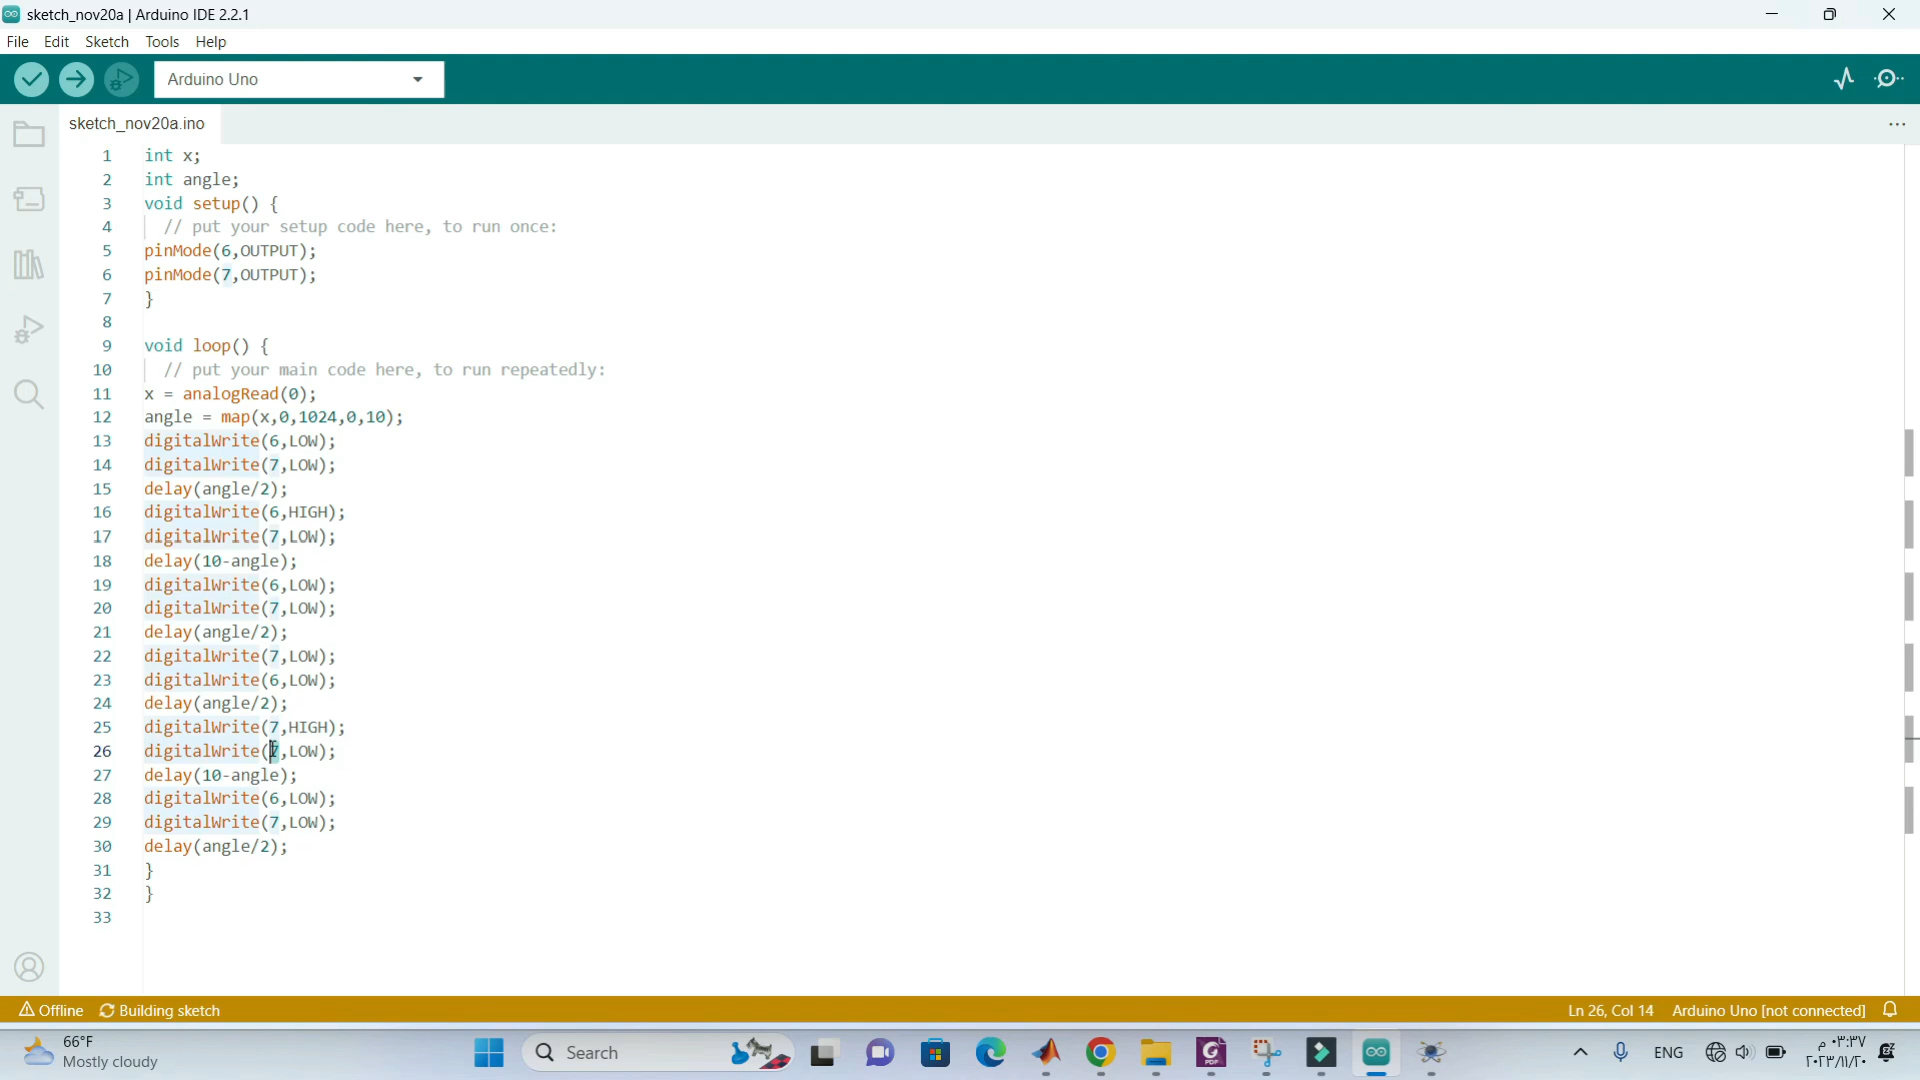 sketch_nov20a | Arduino IDE 2.2.1
File Edit Sketch Tools Help
Arduino Uno
sketch_nov20a.ino
...
1 int x;
2 int angle;
3 void setup() {
4 // put your setup code here, to run once:
5 pinMode(6,OUTPUT);
6 pinMode(7,OUTPUT);
7 }
8
9 void loop() {
10 // put your main code here, to run repeatedly:
11 x = analogRead(0);
12 angle = map(x,0,1024,0,10);
13 digitalWrite(6,LOW);
14 digitalWrite(7,LOW);
15 delay(angle/2);
16 digitalWrite(6,HIGH);
17 digitalWrite(7,LOW);
18 delay(10-angle);
19 digitalWrite(6,LOW);
20 digitalWrite(7,LOW);
21 delay(angle/2);
22 digitalWrite(7,LOW);
23 digitalWrite(6,LOW);
24 delay(angle/2);
25 digitalWrite(7,HIGH);
26 digitalWrite(7,LOW);
27 delay(10-angle);
28 digitalWrite(6,LOW);
29 digitalWrite(7,LOW);
30 delay(angle/2);
31 }
32 }
33
Offline Building sketch Ln 26, Col 14 Arduino Uno [not connected]
66°F
Mostly cloudy
Search
ENG
٠٣:٣٧ م
٢٠٢٣/١١/٢٠